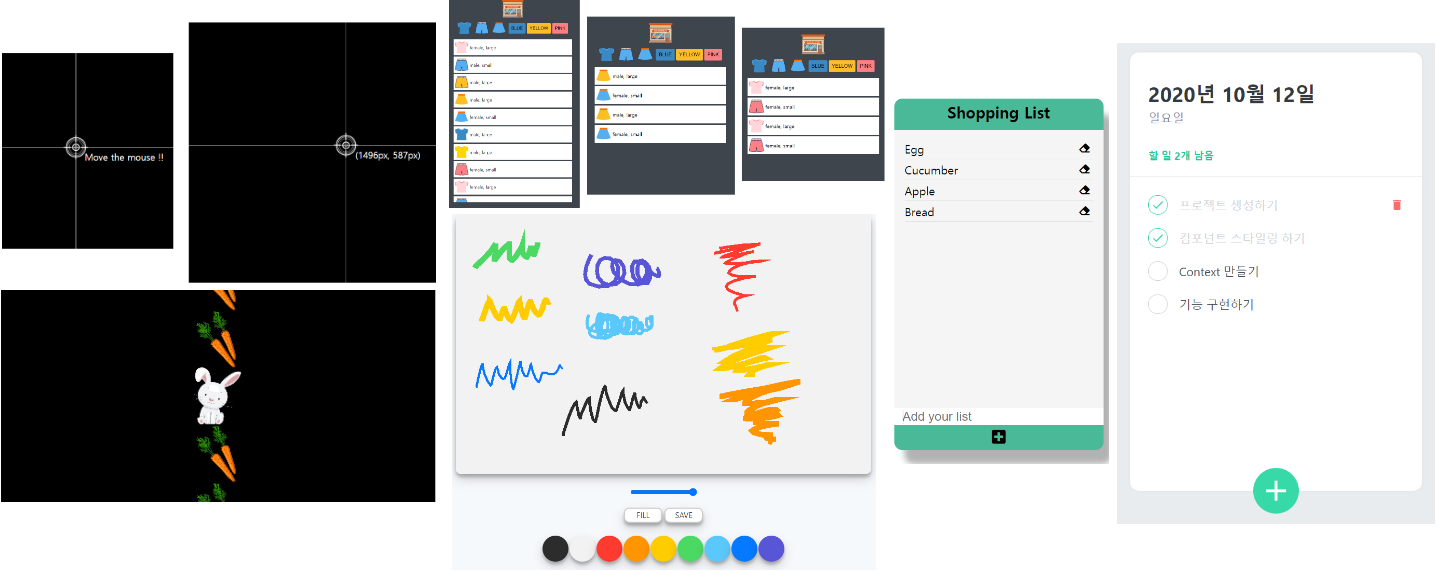 Move the mouse !!
(1496px, 587px)
BLUE YELLOW PINK
female, large
male, small
male, large
female, large
female, small
male, large
male, large
female, small
female, large
female, small
BLUE YELLOW PINK
male, large
female, small
male, large
female, small
BLUE YELLOW PINK
female, large
female, small
female, large
female, small
FILL SAVE
Shopping List
Egg
Cucumber
Apple
Bread
Add your list
2020년 10월 12일
일요일
할 일 2개 남음
프로젝트 생성하기
컴포넌트 스타일링 하기
Context 만들기
기능 구현하기